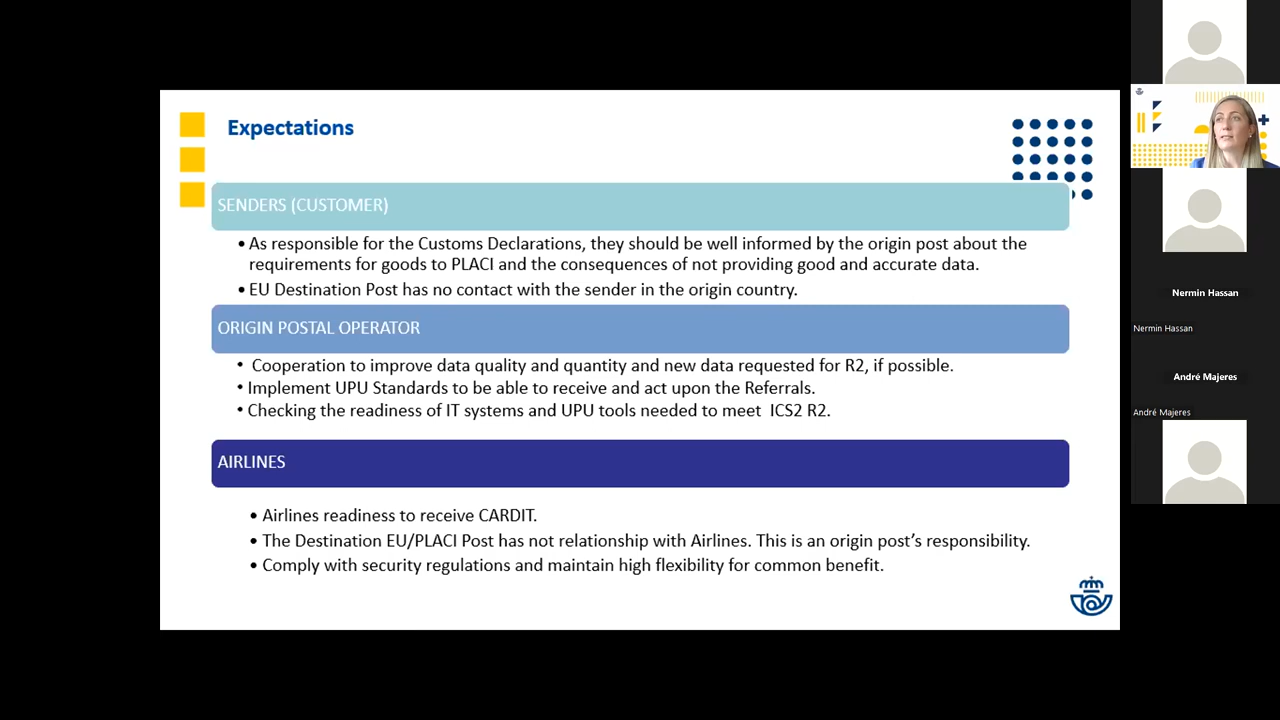 Expectations
SENDERS (CUSTOMER)
• As responsible for the Customs Declarations, they should be well informed by the origin post about the
requirements for goods to PLACI and the consequences of not providing good and accurate data.
• EU Destination Post has no contact with the sender in the origin country.
ORIGIN POSTAL OPERATOR
• Cooperation to improve data quality and quantity and new data requested for R2, if possible.
• Implement UPU Standards to be able to receive and act upon the Referrals.
• Checking the readiness of IT systems and UPU tools needed to meet ICS2 R2.
AIRLINES
• Airlines readiness to receive CARDIT.
• The Destination EU/PLACI Post has not relationship with Airlines. This is an origin post's responsibility.
• Comply with security regulations and maintain high flexibility for common benefit.
Nermin Hassan
Nermin Hassan
André Majeres
André Majeres